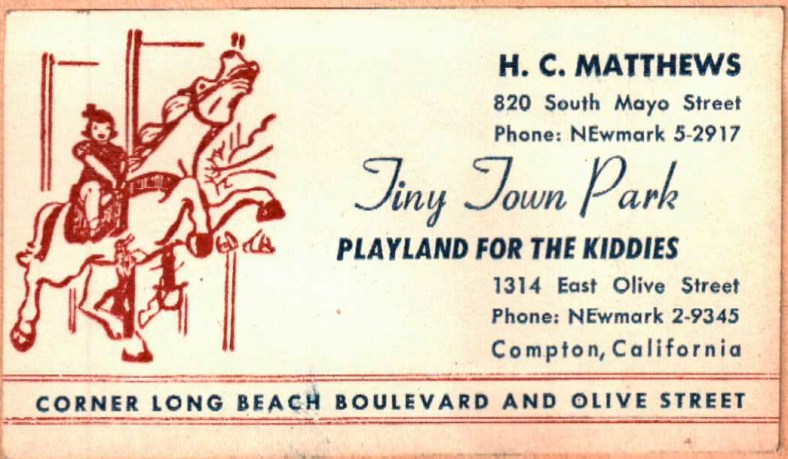 H. C. MATTHEWS
820 South Mayo Street
Phone: NEwmark 5-2917
Tiny Town Park
PLAYLAND FOR THE KIDDIES
1314 East Olive Street
Phone: NEwmark 2-9345
Compton, California
CORNER LONG BEACH BOULEVARD AND OLIVE STREET